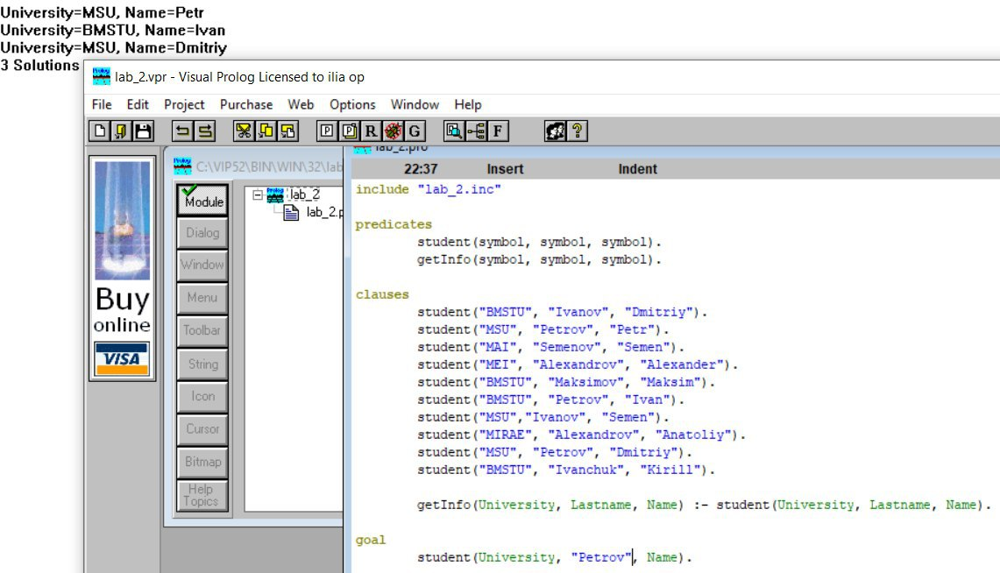 University=MSU, Name=Petr
University=BMSTU, Name=Ivan
University=MSU, Name=Dmitriy
3 Solutions
lab_2.vpr - Visual Prolog Licensed to ilia op
File Edit Project Purchase Web Options Window Help
P P R G F ?
C:\VIP52\BIN\WIN\32\lab
lab_2.pro
22:37 Insert Indent
Module
Dialog
Window
Menu
Toolbar
String
Icon
Cursor
Bitmap
Help
Topics
lab_2
lab_2.p
Buy
online
VISA
include "lab_2.inc"
predicates
student(symbol, symbol, symbol).
getInfo(symbol, symbol, symbol).
clauses
student("BMSTU", "Ivanov", "Dmitriy").
student("MSU", "Petrov", "Petr").
student("MAI", "Semenov", "Semen").
student("MEI", "Alexandrov", "Alexander").
student("BMSTU", "Maksimov", "Maksim").
student("BMSTU", "Petrov", "Ivan").
student("MSU","Ivanov", "Semen").
student("MIRAE", "Alexandrov", "Anatoliy").
student("MSU", "Petrov", "Dmitriy").
student("BMSTU", "Ivanchuk", "Kirill").
getInfo(University, Lastname, Name) :- student(University, Lastname, Name).
goal
student(University, "Petrov", Name).